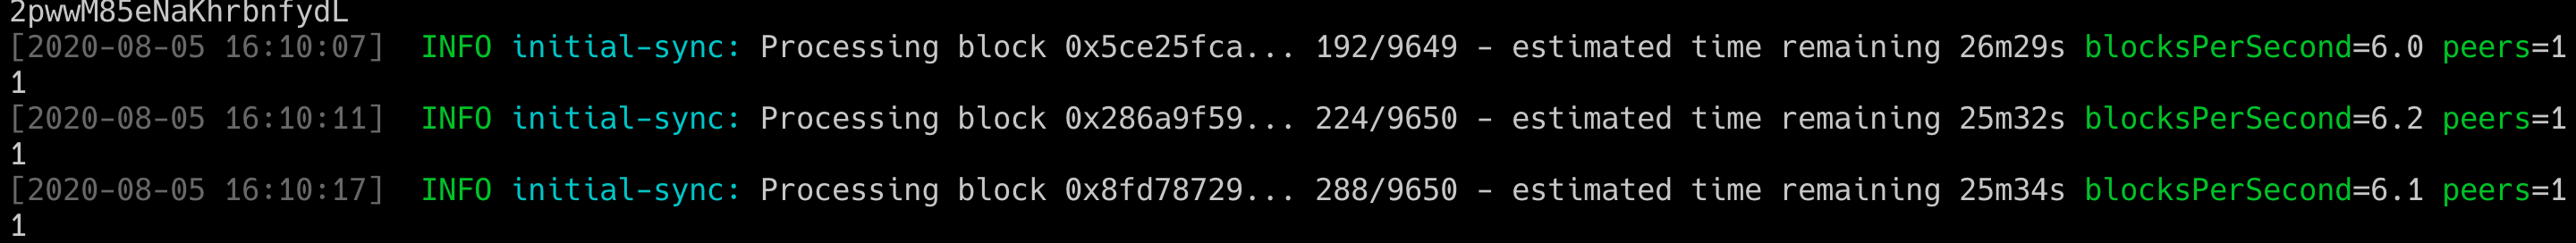 2pwwM85eNaKhrbnfydL
[2020-08-05 16:10:07]  INFO initial-sync: Processing block 0x5ce25fca... 192/9649 - estimated time remaining 26m29s blocksPerSecond=6.0 peers=1
1
[2020-08-05 16:10:11]  INFO initial-sync: Processing block 0x286a9f59... 224/9650 - estimated time remaining 25m32s blocksPerSecond=6.2 peers=1
1
[2020-08-05 16:10:17]  INFO initial-sync: Processing block 0x8fd78729... 288/9650 - estimated time remaining 25m34s blocksPerSecond=6.1 peers=1
1